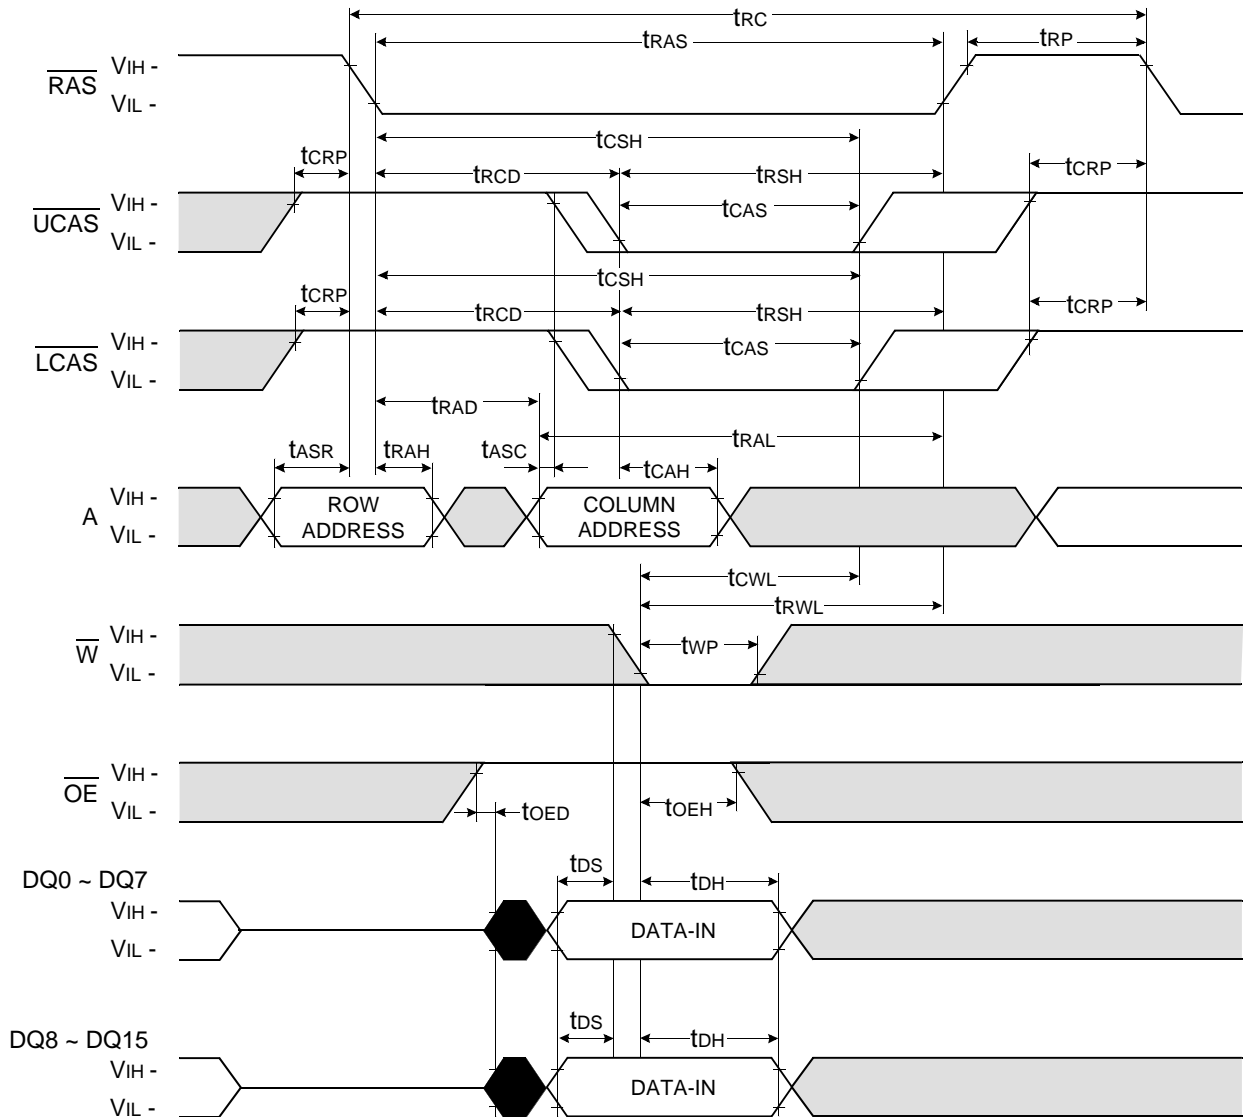 tRC
tRAS
tRP
RAS
VIH -
VIL -
tCSH
tCRP
tRCD
tRSH
tCRP
UCAS
VIH -
VIL -
tCAS
tCSH
tCRP
tRCD
tRSH
tCRP
LCAS
VIH -
VIL -
tCAS
tRAD
tRAL
tASR
tRAH
tASC
tCAH
A
VIH -
VIL -
ROW
ADDRESS
COLUMN
ADDRESS
tCWL
tRWL
W
VIH -
VIL -
tWP
OE
VIH -
VIL -
tOED
tOEH
DQ0 ~ DQ7
VIH -
VIL -
tDS
tDH
DATA-IN
DQ8 ~ DQ15
VIH -
VIL -
tDS
tDH
DATA-IN